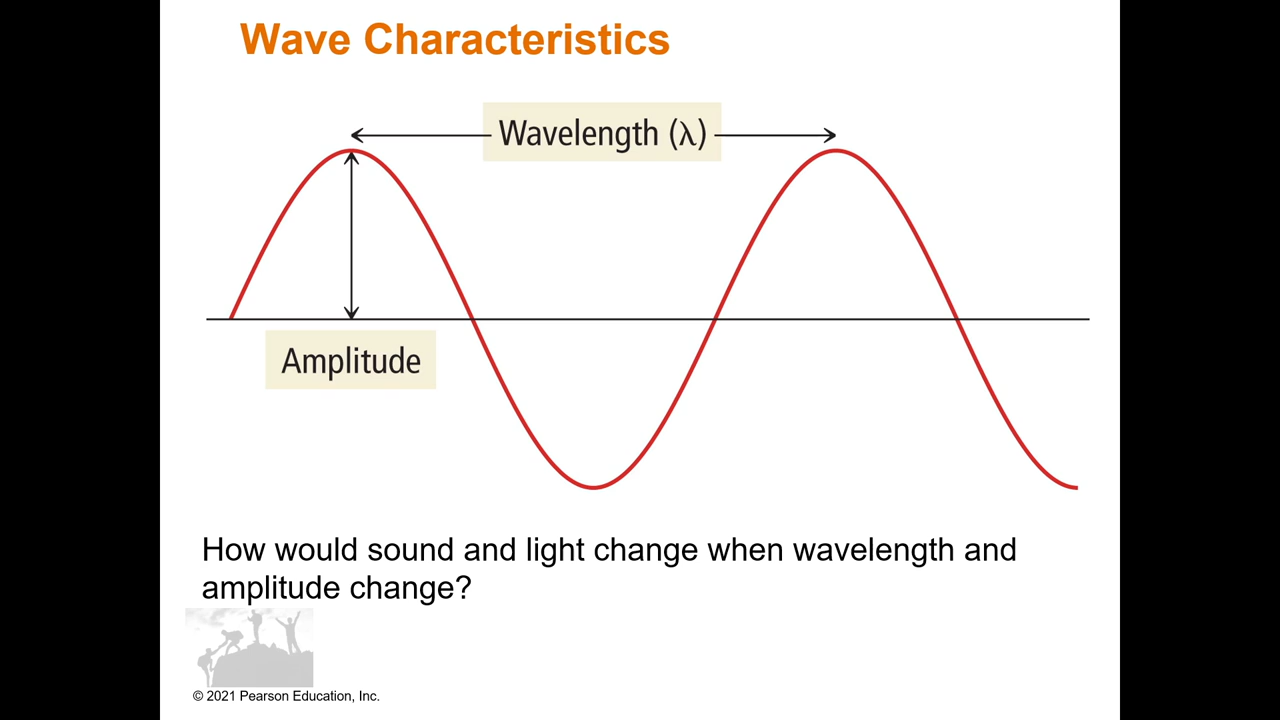 Wave Characteristics
Wavelength (λ)
Amplitude
How would sound and light change when wavelength and
amplitude change?
© 2021 Pearson Education, Inc.